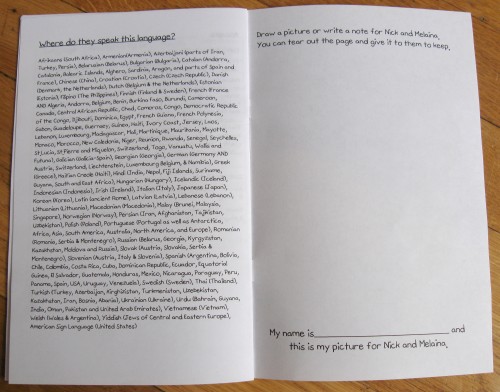 Where do they speak this language?
Afrikaans (South Africa), Armenian(Armenia), Azerbaijani (parts of Iran,
Turkey, Persia), Belarusian (Belarus), Bulgarian (Bulgaria), Catalan (Andorra,
Catalonia, Balearic Islands, Alghero, Sardinia, Aragon, and parts of Spain and
France), Chinese (China), Croatian (Croatia), Czech (Czech Republic), Danish
(Denmark, the Netherlands), Dutch (Belgium & the Netherlands), Estonian
(Estonia), Filipino (The Philippines), Finnish (Finland & Sweden), French (France
AND Algeria, Andorra, Belgium, Benin, Burkina Faso, Burundi, Cameroon,
Canada, Central African Republic, Chad, Comoros, Congo, Democratic Republic
of the Congo, Djibouti, Dominica, Egypt, French Guiana, French Polynesia,
Gabon, Guadeloupe, Guernsey, Guinea, Haiti, Ivory Coast, Jersey, Laos,
Lebanon, Luxembourg, Madagascar, Mali, Martinique, Mauritania, Mayotte,
Monaco, Morocco, New Caledonia, Niger, Reunion, Rwanda, Senegal, Seychelles,
St.Lucia, St.Pierre and Miquelon, Switzerland, Togo, Vanuatu, Wallis and
Futuna), Galician (Galicia-Spain), Georgian (Georgia), German (Germany AND
Austria, Switzerland, Liechtenstein, Luxembourg Belgium, & Namibia), Greek
(Greece), Haitian Creole (Haiti), Hindi (India, Nepal, Fiji Islands, Suriname,
Guyana, South and East Africa), Hungarian (Hungary), Icelandic (Iceland),
Indonesian (Indonesia), Irish (Ireland), Italian (Italy), Japanese (Japan),
Korean (Korea), Latin (ancient Rome), Latvian (Latvia), Lebanese (Lebanon),
Lithuanian (Lithuania), Macedonian (Macedonia), Malay (Brunei, Malaysia,
Singapore), Norwegian (Norway), Persian (Iran, Afghanistan, Tajikistan,
Uzbekistan), Polish (Poland), Portuguese (Portugal as well as Antarctica,
Africa, Asia, South America, Australia, North America, and Europe), Romanian
(Romania, Serbia & Montenegro), Russian (Belarus, Georgia, Kyrgyzstan,
Kazakhstan, Moldova and Russia), Slovak (Austria, Slovakia, Serbia &
Montenegro), Slovenian (Austria, Italy & Slovenia), Spanish (Argentina, Bolivia,
Chile, Colombia, Costa Rica, Cuba, Dominican Republic, Ecuador, Equatorial
Guinea, El Salvador, Guatemala, Honduras, Mexico, Nicaragua, Paraguay, Peru,
Panama, Spain, USA, Uruguay, Venezuela), Swedish (Sweden), Thai (Thailand),
Turkish (Turkey, Azerbaijan, Kirghizstan, Turkmenistan, Uzbekistan,
Kazakhstan, Iran, Bosnia, Albania), Ukrainian (Ukraine), Urdu (Bahrain, Guyana,
India, Oman, Pakistan and United Arab Emirates), Vietnamese (Vietnam),
Welsh (Wales & Argentina), Yiddish (Jews of Central and Eastern Europe),
American Sign Language (United States)
Draw a picture or write a note for Nick and Melaina.
You can tear out the page and give it to them to keep.
My name is and
this is my picture for Nick and Melaina.